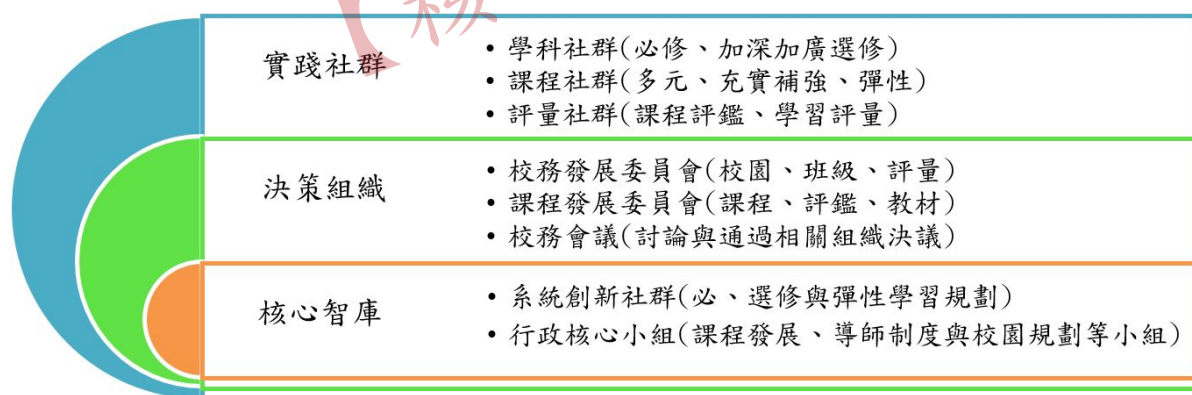 【核
實踐社群
• 學科社群(必修、加深加廣選修)
• 課程社群(多元、充實補強、彈性)
• 評量社群(課程評鑑、學習評量)
決策組織
• 校務發展委員會(校園、班級、評量)
• 課程發展委員會(課程、評鑑、教材)
• 校務會議(討論與通過相關組織決議)
核心智庫
• 系統創新社群(必、選修與彈性學習規劃)
• 行政核心小組(課程發展、導師制度與校園規劃等小組)